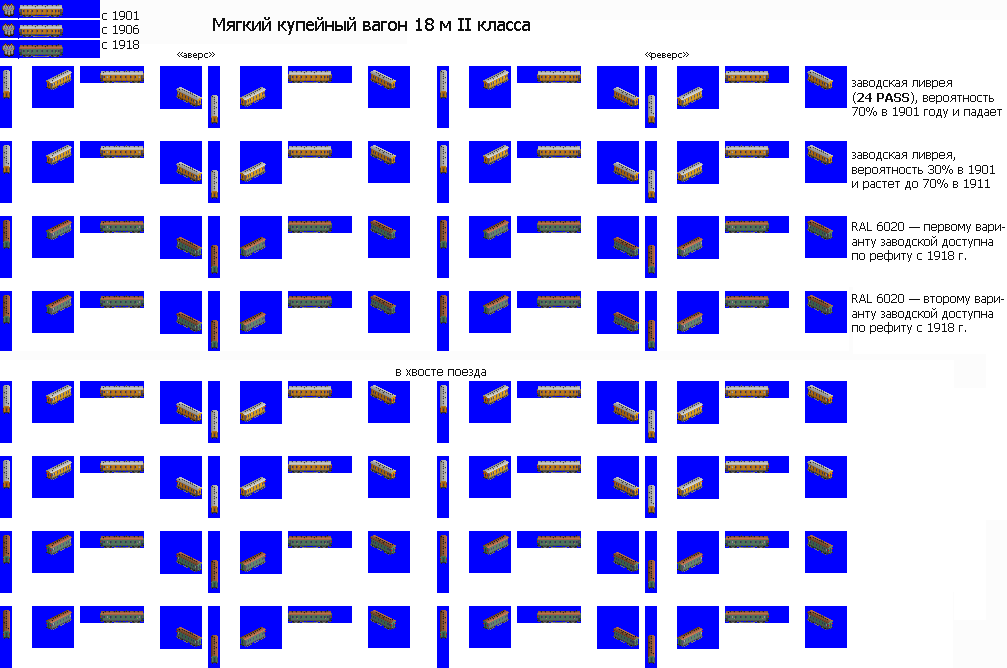 с 1901
с 1906
с 1918
Мягкий купейный вагон 18 м II класса
«аверс»
«реверс»
заводская ливрея
(24 PASS), вероятность
70% в 1901 году и падает
заводская ливрея,
вероятность 30% в 1901
и растет до 70% в 1911
RAL 6020 — первому вари-
анту заводской доступна
по рефиту с 1918 г.
RAL 6020 — второму вари-
анту заводской доступна
по рефиту с 1918 г.
в хвосте поезда